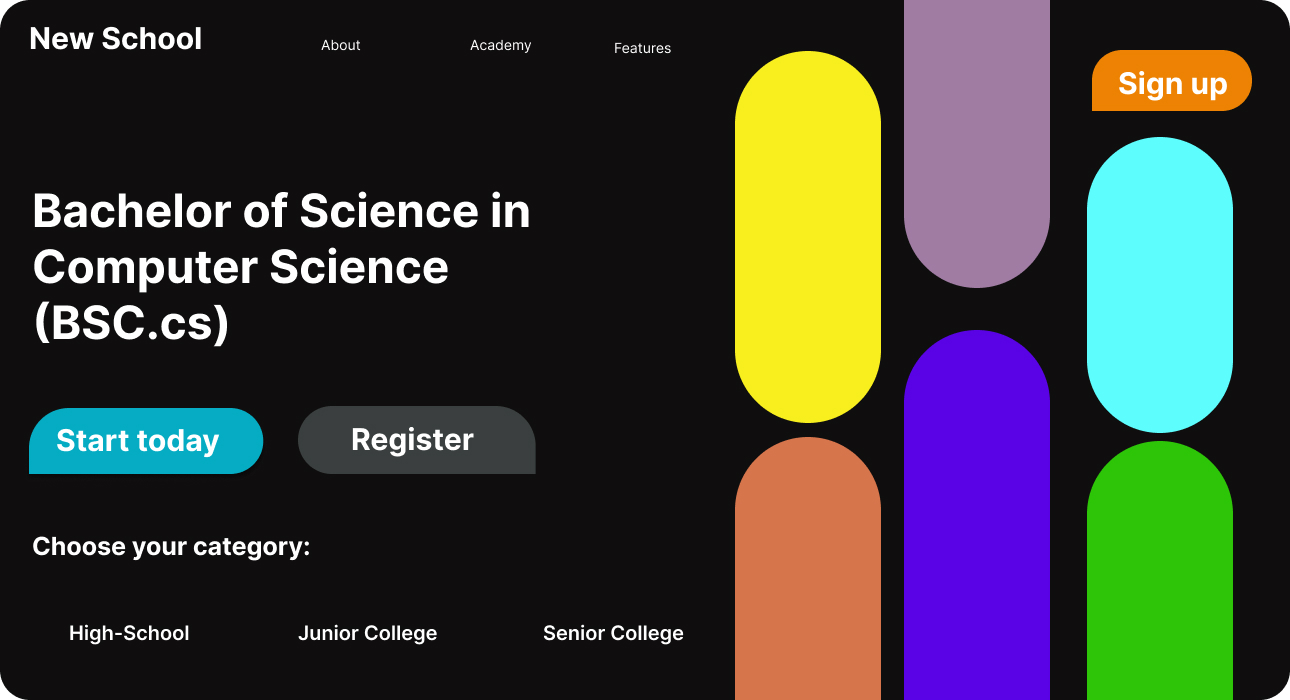 New School
About
Academy
Features
Sign up
Bachelor of Science in
Computer Science
(BSC.cs)
Start today
Register
Choose your category:
High-School
Junior College
Senior College